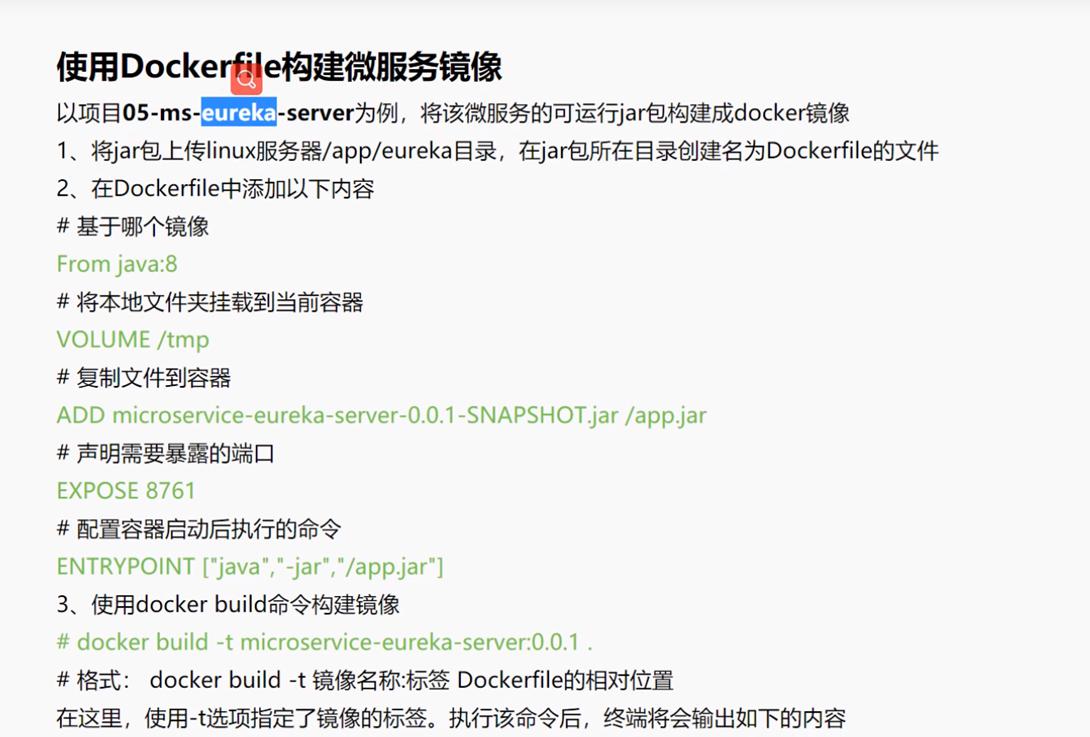 使用Dockerfile构建微服务镜像
以项目05-ms-eureka-server为例，将该微服务的可运行jar包构建成docker镜像
1、将jar包上传linux服务器/app/eureka目录，在jar包所在目录创建名为Dockerfile的文件
2、在Dockerfile中添加以下内容
# 基于哪个镜像
From java:8
# 将本地文件夹挂载到当前容器
VOLUME /tmp
# 复制文件到容器
ADD microservice-eureka-server-0.0.1-SNAPSHOT.jar /app.jar
# 声明需要暴露的端口
EXPOSE 8761
# 配置容器启动后执行的命令
ENTRYPOINT ["java","-jar","/app.jar"]
3、使用docker build命令构建镜像
# docker build -t microservice-eureka-server:0.0.1 .
# 格式： docker build -t 镜像名称:标签 Dockerfile的相对位置
在这里，使用-t选项指定了镜像的标签。执行该命令后，终端将会输出如下的内容